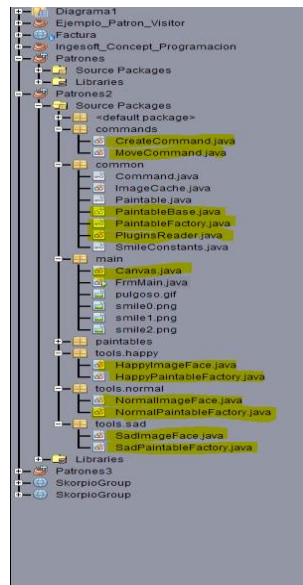 Diagrama1
Ejemplo_Patron_Visitor
Factura
Ingesoft_Concept_Programacion
Patrones
Source Packages
Libraries
Patrones2
Source Packages
<default package>
commands
CreateCommand.java
MoveCommand.java
common
Command.java
ImageCache.java
Paintable.java
PaintableBase.java
PaintableFactory.java
PluginsReader.java
SmileConstants.java
main
Canvas.java
FrmMain.java
pulgoso.gif
smile0.png
smile1.png
smile2.png
paintables
tools.happy
HappyImageFace.java
HappyPaintableFactory.java
tools.normal
NormalImageFace.java
NormalPaintableFactory.java
tools.sad
SadImageFace.java
SadPaintableFactory.java
Libraries
Patrones3
SkorpioGroup
SkorpioGroup